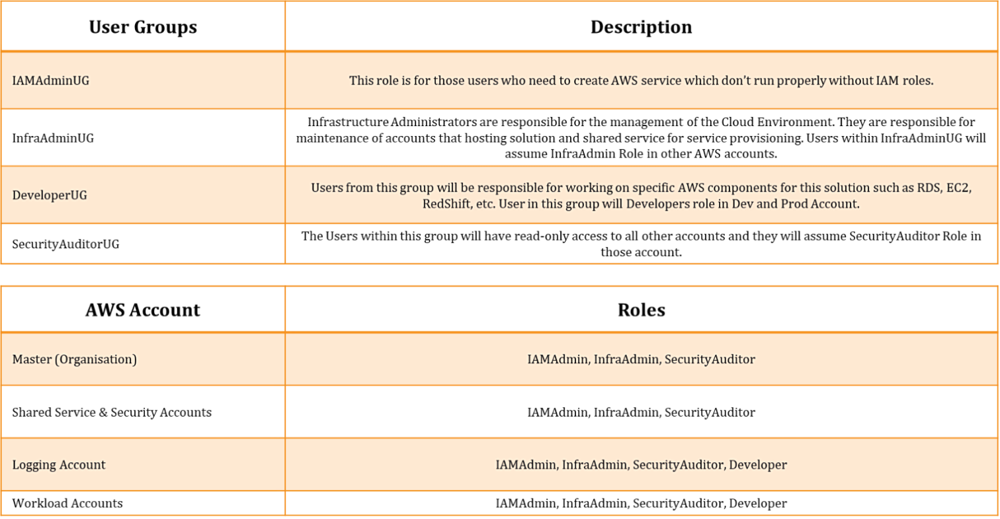 User Groups
Description
IAMAdminUG
This role is for those users who need to create AWS service which don't run properly without IAM roles.
InfraAdminUG
Infrastructure Administrators are responsible for the management of the Cloud Environment. They are responsible for
maintenance of accounts that hosting solution and shared service for service provisioning. Users within InfraAdminUG will
assume InfraAdmin Role in other AWS accounts.
DeveloperUG
Users from this group will be responsible for working on specific AWS components for this solution such as RDS, EC2,
RedShift, etc. User in this group will Developers role in Dev and Prod Account.
SecurityAuditorUG
The Users within this group will have read-only access to all other accounts and they will assume SecurityAuditor Role in
those account.
AWS Account
Roles
Master (Organisation)
IAMAdmin, InfraAdmin, SecurityAuditor
Shared Service & Security Accounts
IAMAdmin, InfraAdmin, SecurityAuditor
Logging Account
IAMAdmin, InfraAdmin, SecurityAuditor, Developer
Workload Accounts
IAMAdmin, InfraAdmin, SecurityAuditor, Developer